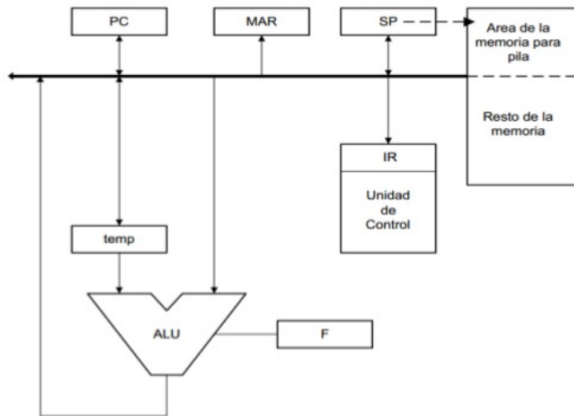 PC
MAR
SP
Area de la
memoria para
pila
Resto de la
memoria
IR
Unidad
de
Control
temp
ALU
F